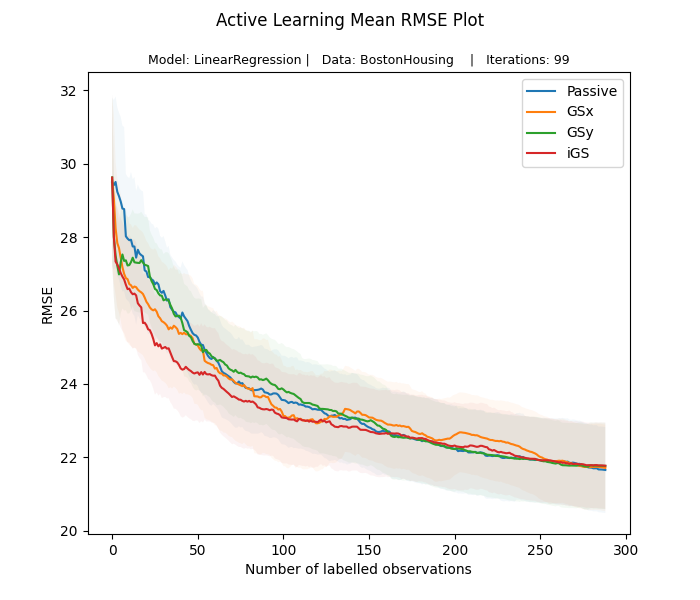 Active Learning Mean RMSE Plot
Model: LinearRegression |   Data: BostonHousing    |   Iterations: 99
Passive
GSx
GSy
iGS
RMSE
32
30
28
26
24
22
20
0 50 100 150 200 250 300
Number of labelled observations